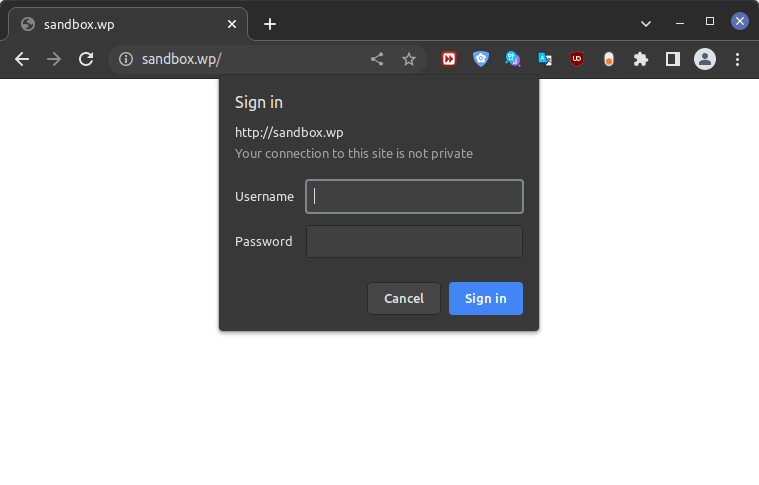 sandbox.wp
sandbox.wp/
Sign in
http://sandbox.wp
Your connection to this site is not private
Username
Password
Cancel
Sign in